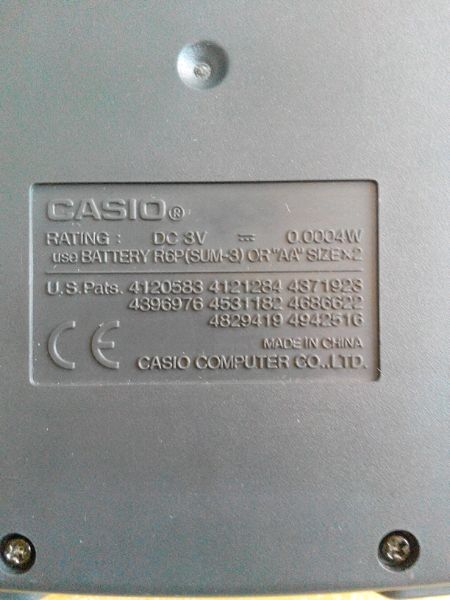 CASIO®
RATING : DC 3V ⎓ 0.0004W
use BATTERY R6P(SUM-3) OR "AA" SIZE×2
U.S.Pats. 4120583 4121284 4371923
4396976 4531182 4686622
4829419 4942516
CE
MADE IN CHINA
CASIO COMPUTER CO.,LTD.